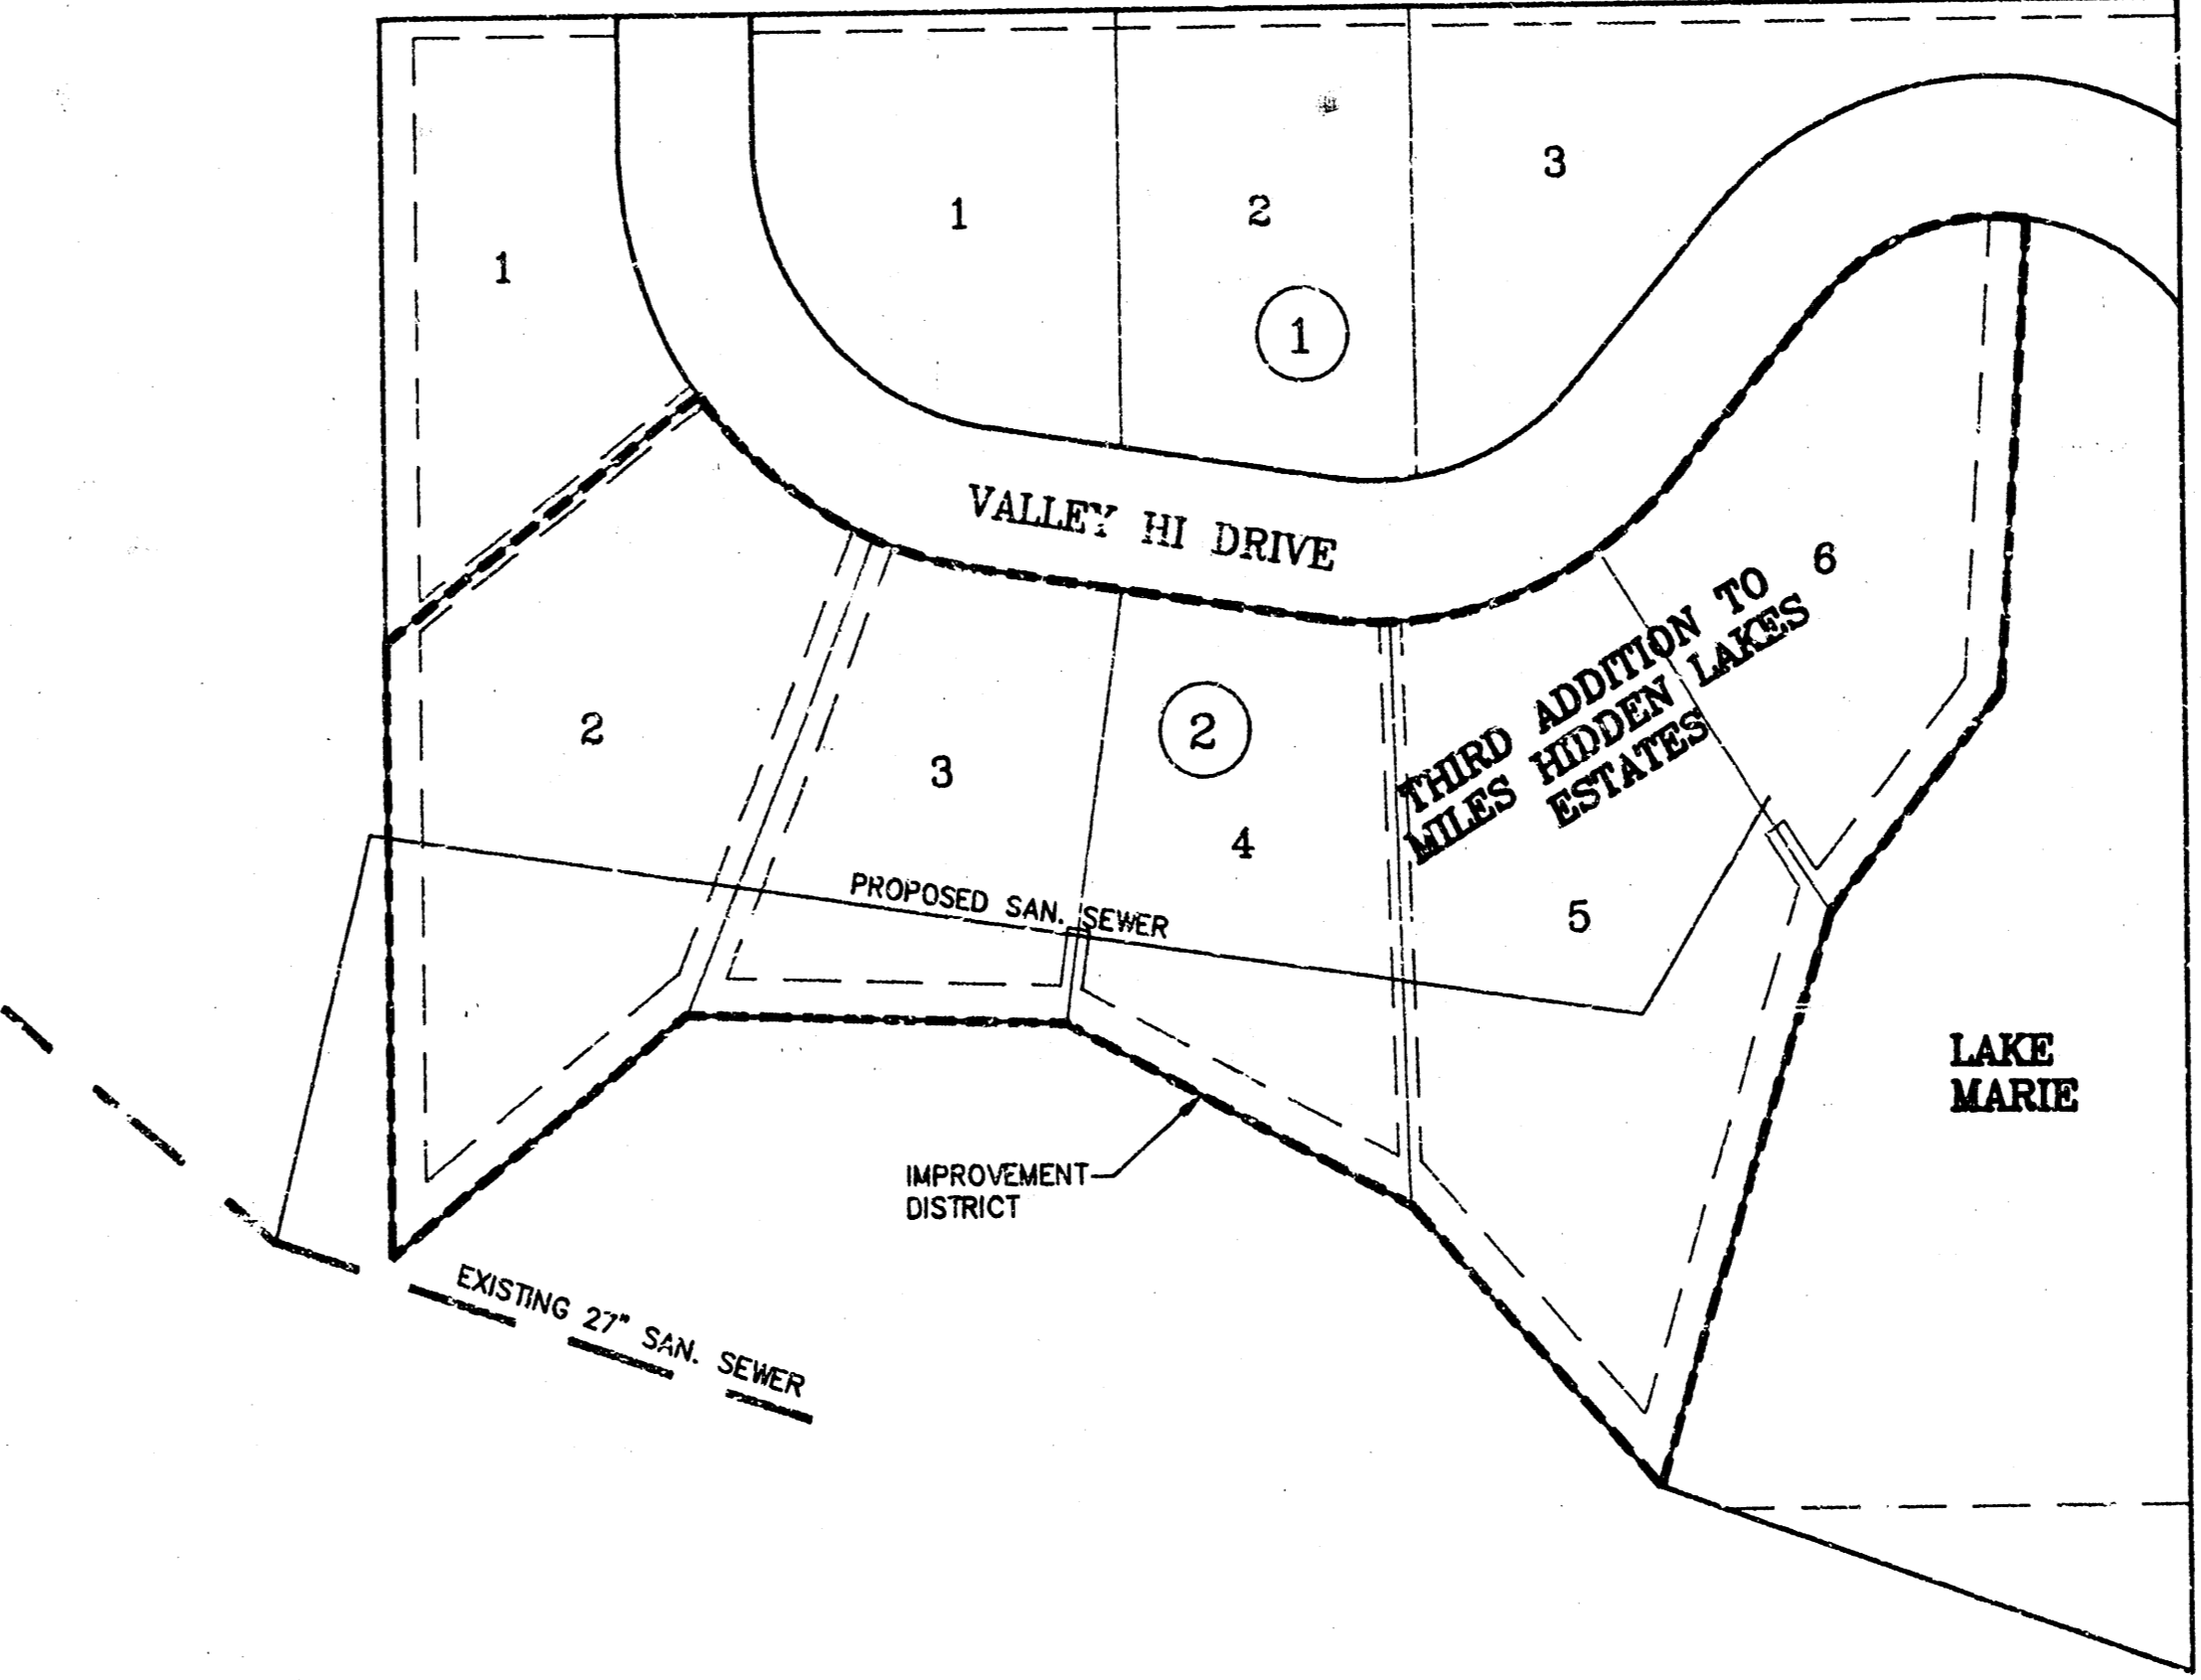 3
1
2
1
1
VALLEY HI DRIVE
6
THIRD ADDITION TO
MILES HIDDEN LAKES
ESTATES
2
2
3
4
PROPOSED SAN. SEWER
5
LAKE
MARIE
IMPROVEMENT
DISTRICT
EXISTING 27" SAN. SEWER